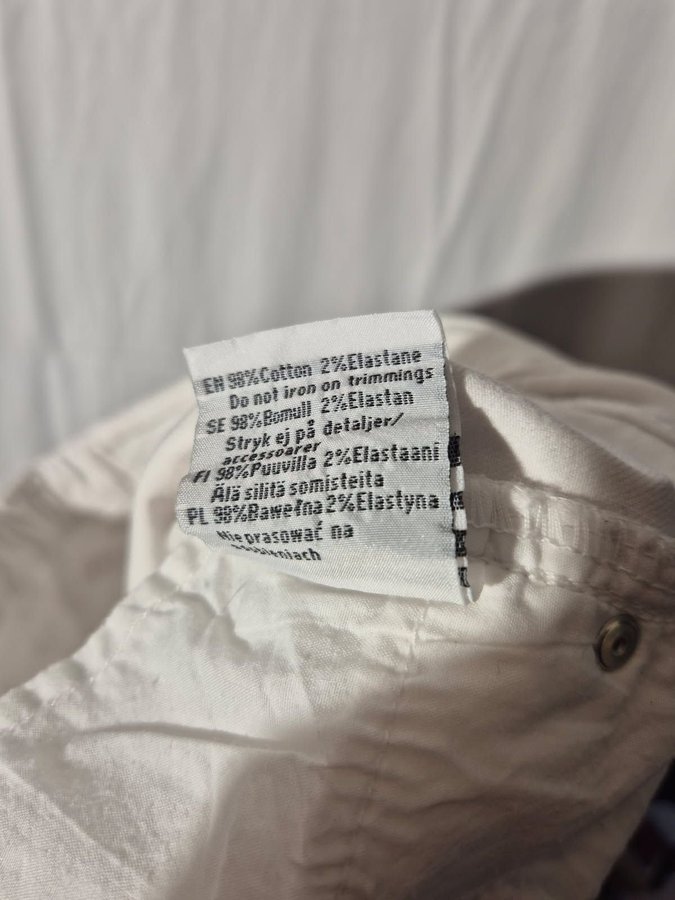 EN 98%Cotton 2%Elastane
Do not iron on trimmings
SE 98%Bomull 2%Elastan
Stryk ej på detaljer/
accessoarer
FI 98%Puuvilla 2%Elastaani
Älä silitä somisteita
PL 98%Bawełna 2%Elastyna
Nie prasować na